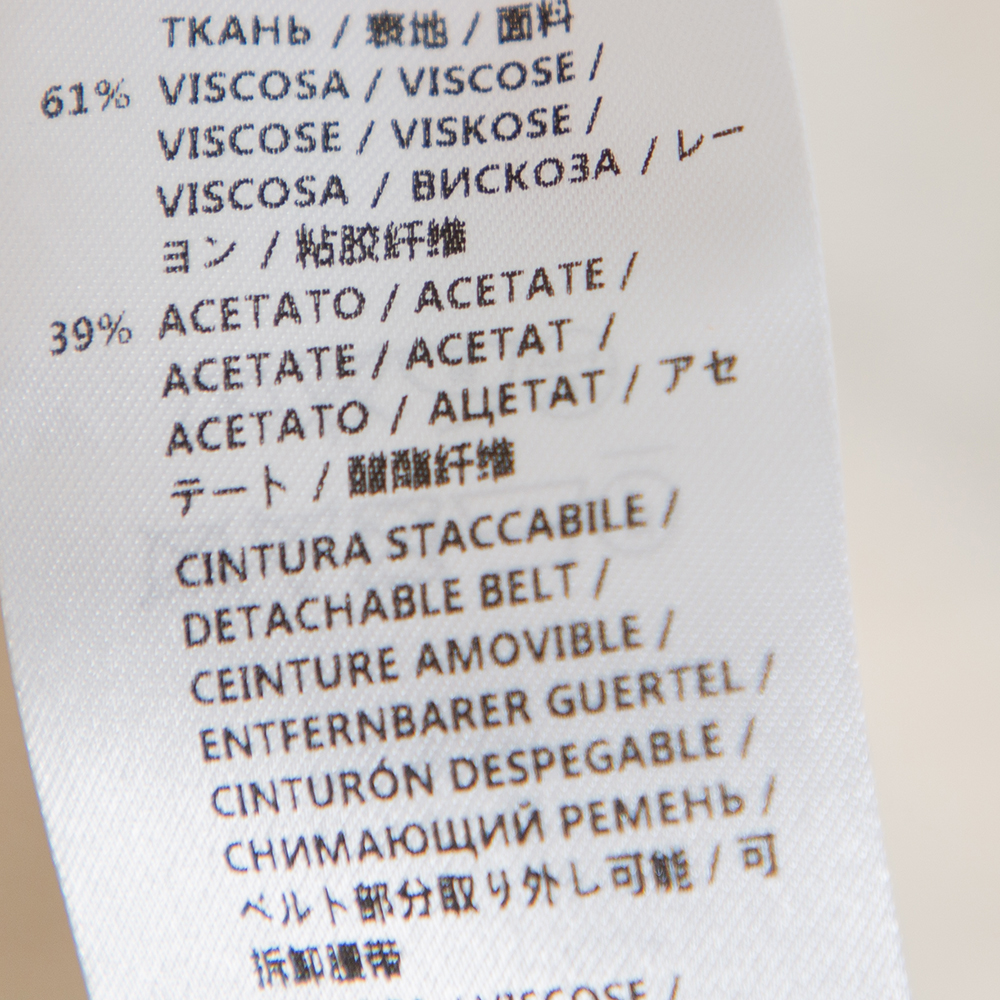 ТКАНЬ / 表地 / 面料
61% VISCOSA / VISCOSE /
VISCOSE / VISKOSE /
VISCOSA / ВИСКОЗА / レー
ヨン / 粘胶纤维
39% ACETATO / ACETATE /
ACETATE / ACETAT /
ACETATO / АЦЕТАТ / アセ
テート / 醋酯纤维
CINTURA STACCABILE /
DETACHABLE BELT /
CEINTURE AMOVIBLE /
ENTFERNBARER GUERTEL /
CINTURÓN DESPEGABLE /
СНИМАЮЩИЙ РЕМЕНЬ /
ベルト部分取り外し可能 / 可
拆卸腰带
/ VISCOSE /